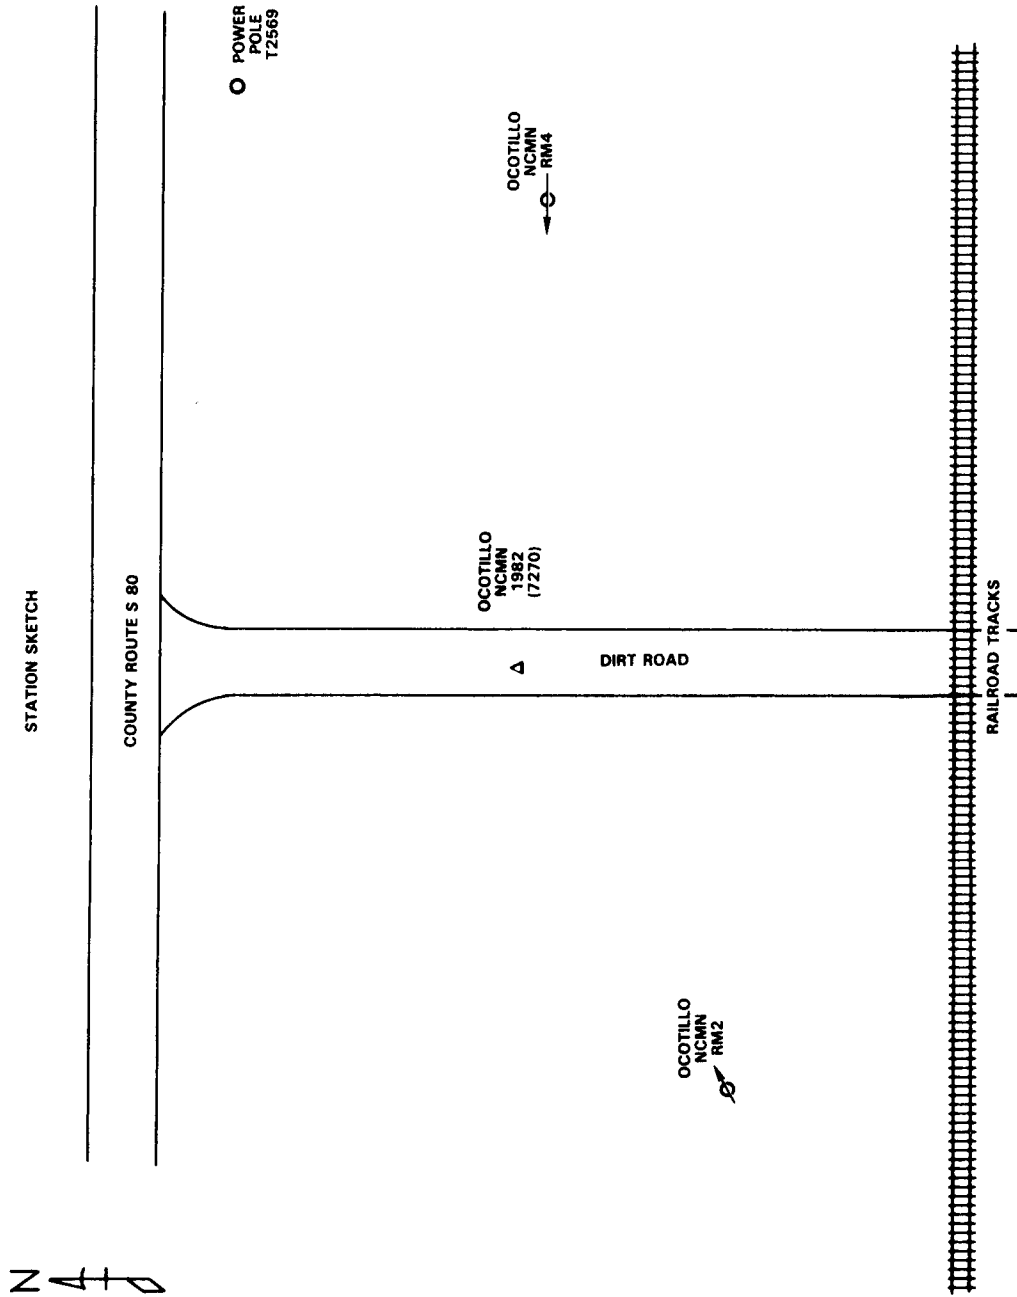 STATION SKETCH
N
COUNTY ROUTE S 80
POWER
POLE
T2569
OCOTILLO
NCMN
1982
(7270)
OCOTILLO
NCMN
RM4
DIRT ROAD
OCOTILLO
NCMN
RM2
RAILROAD TRACKS